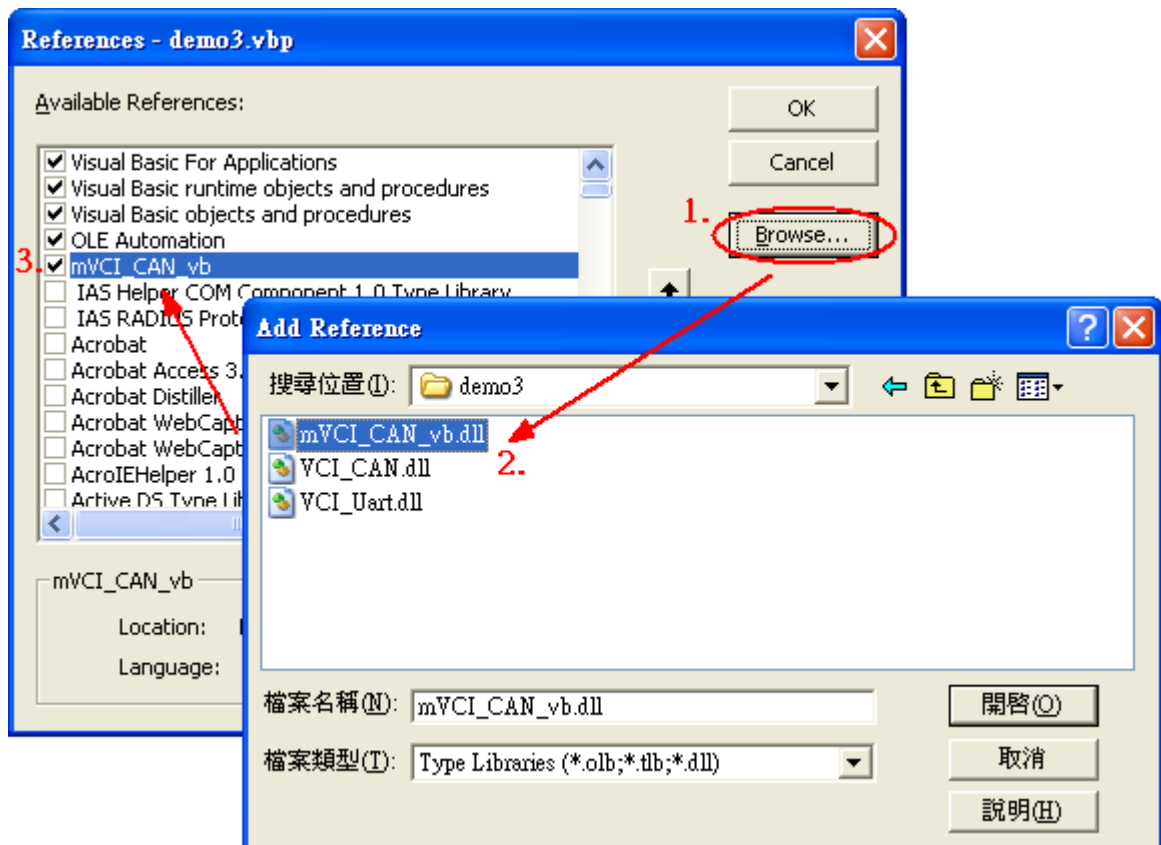 References - demo3.vbp
Available References:
OK
Visual Basic For Applications
Cancel
Visual Basic runtime objects and procedures
Visual Basic objects and procedures
1.
OLE Automation
Browse...
3.
mVCI_CAN_vb
IAS Helper COM Component 1.0 Type Library
IAS RADIUS Prot
Acrobat
Acrobat Access 3.
Acrobat Distiller
Acrobat WebCapt
Acrobat WebCapt
AcroIEHelper 1.0
Active DS Type Lib
mVCI_CAN_vb
Location:
Language:
Add Reference
搜尋位置(I): demo3
mVCI_CAN_vb.dll
2.
VCI_CAN.dll
VCI_Uart.dll
檔案名稱(N): mVCI_CAN_vb.dll
開啓(O)
檔案類型(T): Type Libraries (*.olb;*.tlb;*.dll)
取消
說明(H)